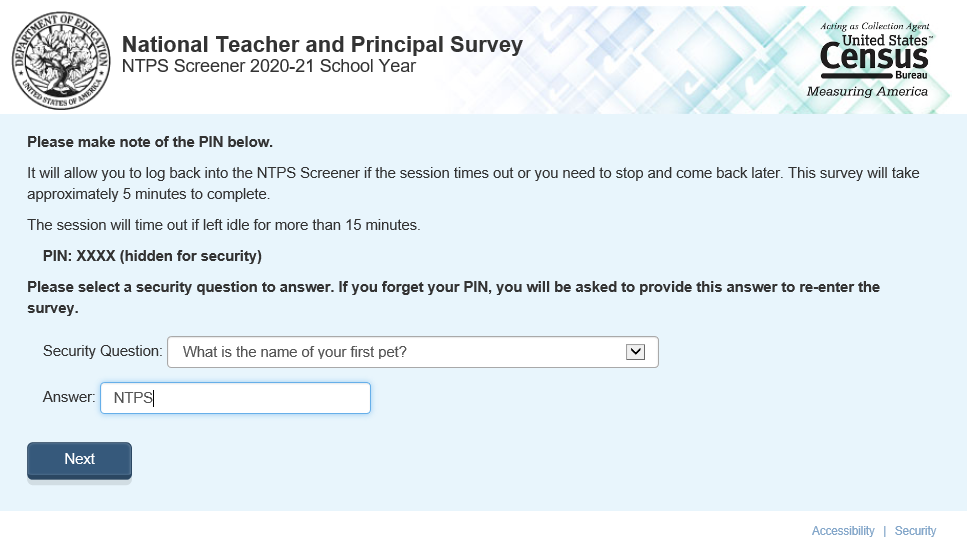 DEPARTMENT OF EDUCATION
UNITED STATES OF AMERICA
National Teacher and Principal Survey
NTPS Screener 2020-21 School Year
Acting as Collection Agent
United States™
Census
Bureau
Measuring America
Please make note of the PIN below.
It will allow you to log back into the NTPS Screener if the session times out or you need to stop and come back later. This survey will take
approximately 5 minutes to complete.
The session will time out if left idle for more than 15 minutes.
PIN: XXXX (hidden for security)
Please select a security question to answer. If you forget your PIN, you will be asked to provide this answer to re-enter the
survey.
Security Question: What is the name of your first pet?
Answer: NTPS
Next
Accessibility | Security